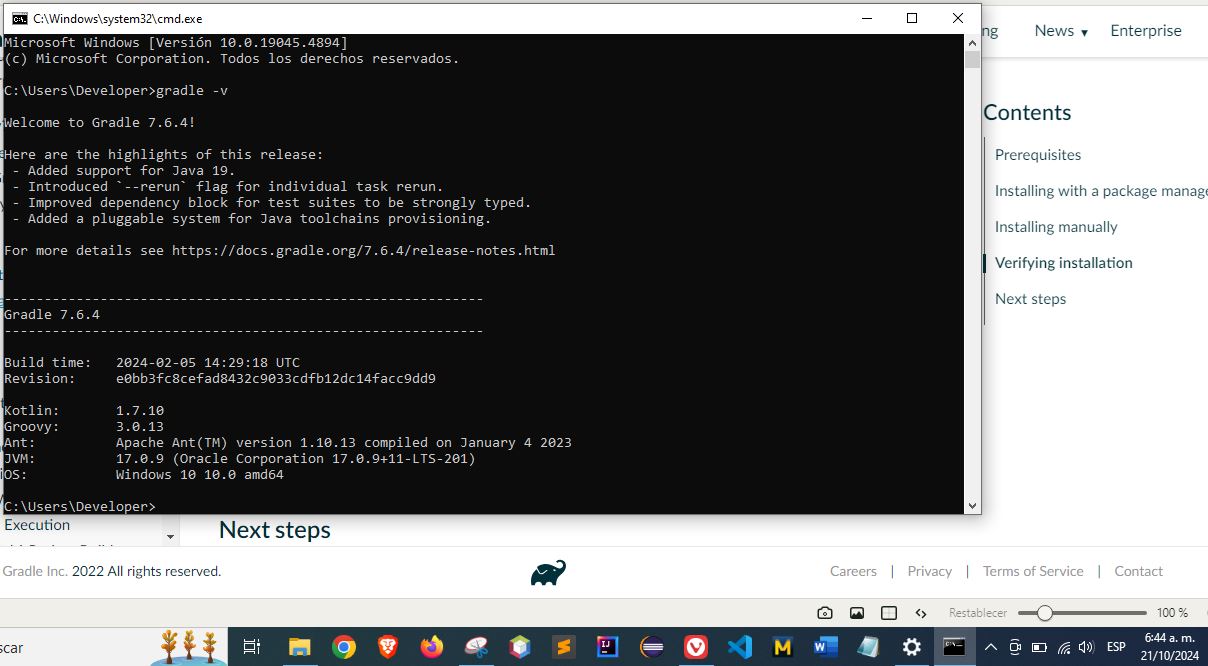 C:\Windows\system32\cmd.exe
Microsoft Windows [Versión 10.0.19045.4894]
(c) Microsoft Corporation. Todos los derechos reservados.
C:\Users\Developer>gradle -v
Welcome to Gradle 7.6.4!
Here are the highlights of this release:
- Added support for Java 19.
- Introduced `--rerun` flag for individual task rerun.
- Improved dependency block for test suites to be strongly typed.
- Added a pluggable system for Java toolchains provisioning.
For more details see https://docs.gradle.org/7.6.4/release-notes.html
------------------------------------------------------------
Gradle 7.6.4
------------------------------------------------------------
Build time:   2024-02-05 14:29:18 UTC
Revision:     e0bb3fc8cefad8432c9033cdfb12dc14facc9dd9
Kotlin:       1.7.10
Groovy:       3.0.13
Ant:          Apache Ant(TM) version 1.10.13 compiled on January 4 2023
JVM:          17.0.9 (Oracle Corporation 17.0.9+11-LTS-201)
OS:           Windows 10 10.0 amd64
C:\Users\Developer>
ng News Enterprise
Contents
Prerequisites
Installing with a package manage
Installing manually
Verifying installation
Next steps
Execution
Next steps
Gradle Inc. 2022 All rights reserved.
Careers | Privacy | Terms of Service | Contact
Restablecer 100 %
scar
ESP
6:44 a. m.
21/10/2024